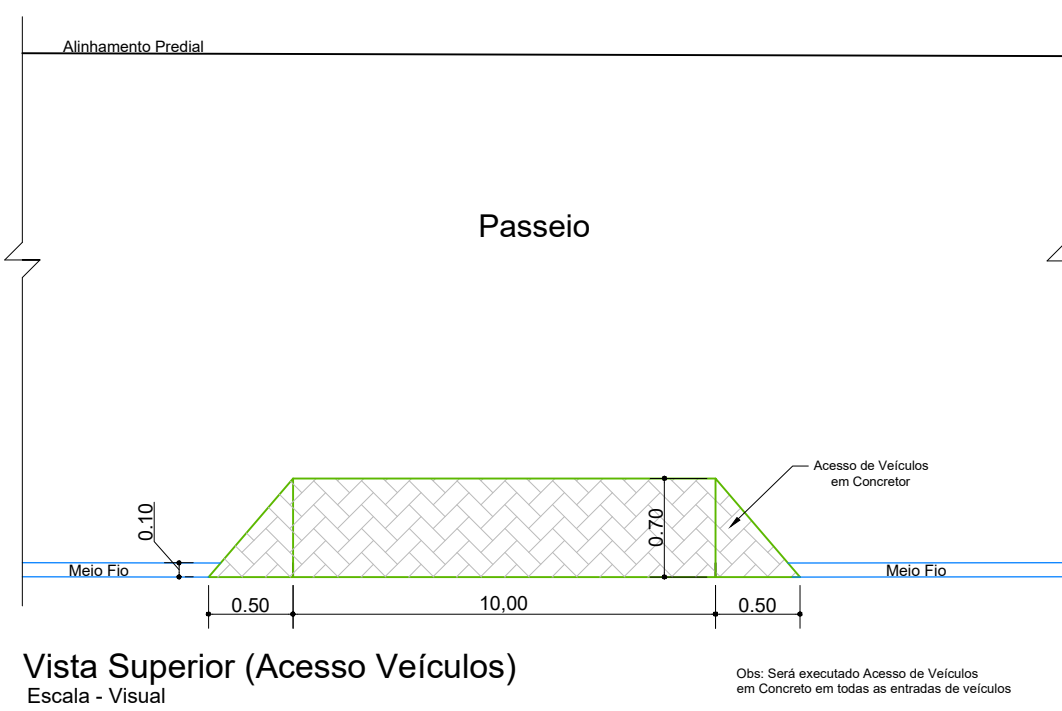 Alinhamento Predial
Passeio
Acesso de Veículos
em Concretor
0.10
0.70
Meio Fio
Meio Fio
0.50
10,00
0.50
Vista Superior (Acesso Veículos)
Escala - Visual
Obs: Será executado Acesso de Veículos
em Concreto em todas as entradas de veículos